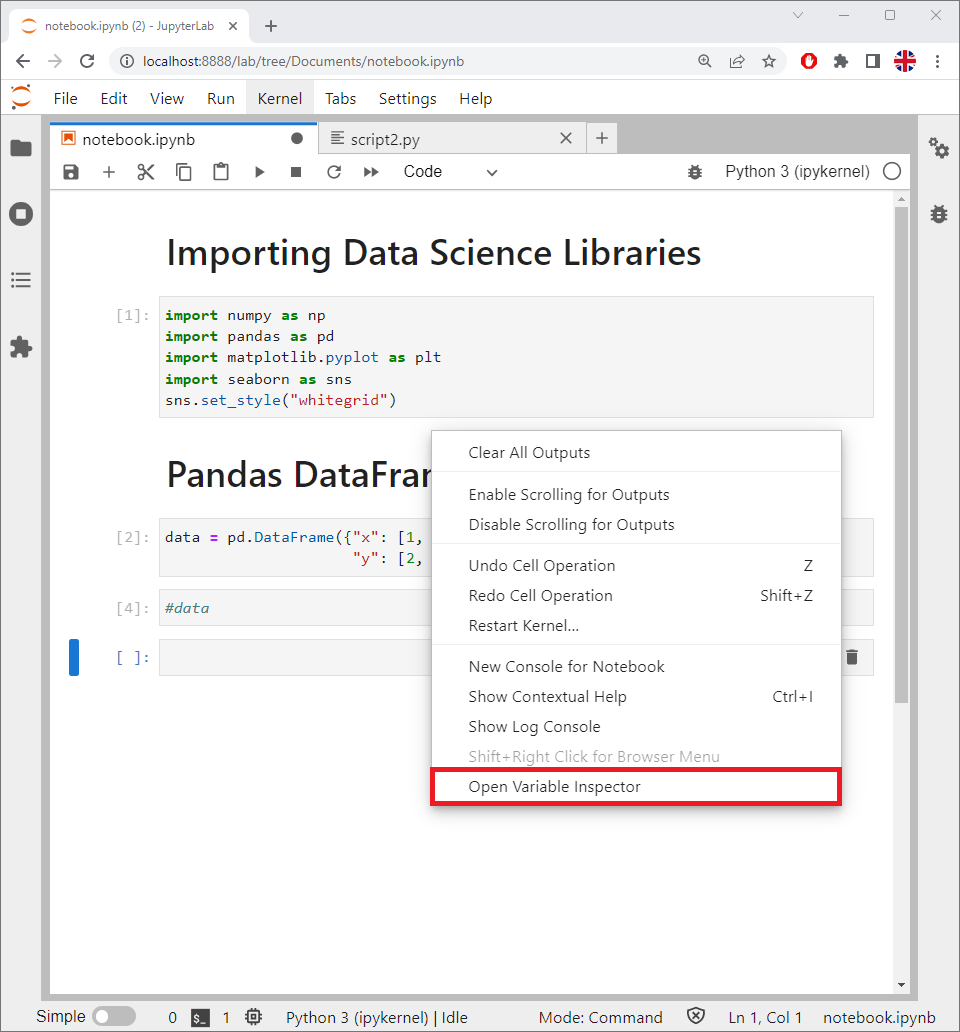 notebook.ipynb (2) - JupyterLab
localhost:8888/lab/tree/Documents/notebook.ipynb
File Edit View Run Kernel Tabs Settings Help
notebook.ipynb script2.py
Code Python 3 (ipykernel)
Importing Data Science Libraries
[1]: import numpy as np
import pandas as pd
import matplotlib.pyplot as plt
import seaborn as sns
sns.set_style("whitegrid")
Pandas DataFra
[2]: data = pd.DataFrame({"x": [1,
"y": [2,
[4]: #data
[ ]:
Clear All Outputs
Enable Scrolling for Outputs
Disable Scrolling for Outputs
Undo Cell Operation Z
Redo Cell Operation Shift+Z
Restart Kernel...
New Console for Notebook
Show Contextual Help Ctrl+I
Show Log Console
Shift+Right Click for Browser Menu
Open Variable Inspector
Simple 0 $_ 1 Python 3 (ipykernel) | Idle Mode: Command Ln 1, Col 1 notebook.ipynb